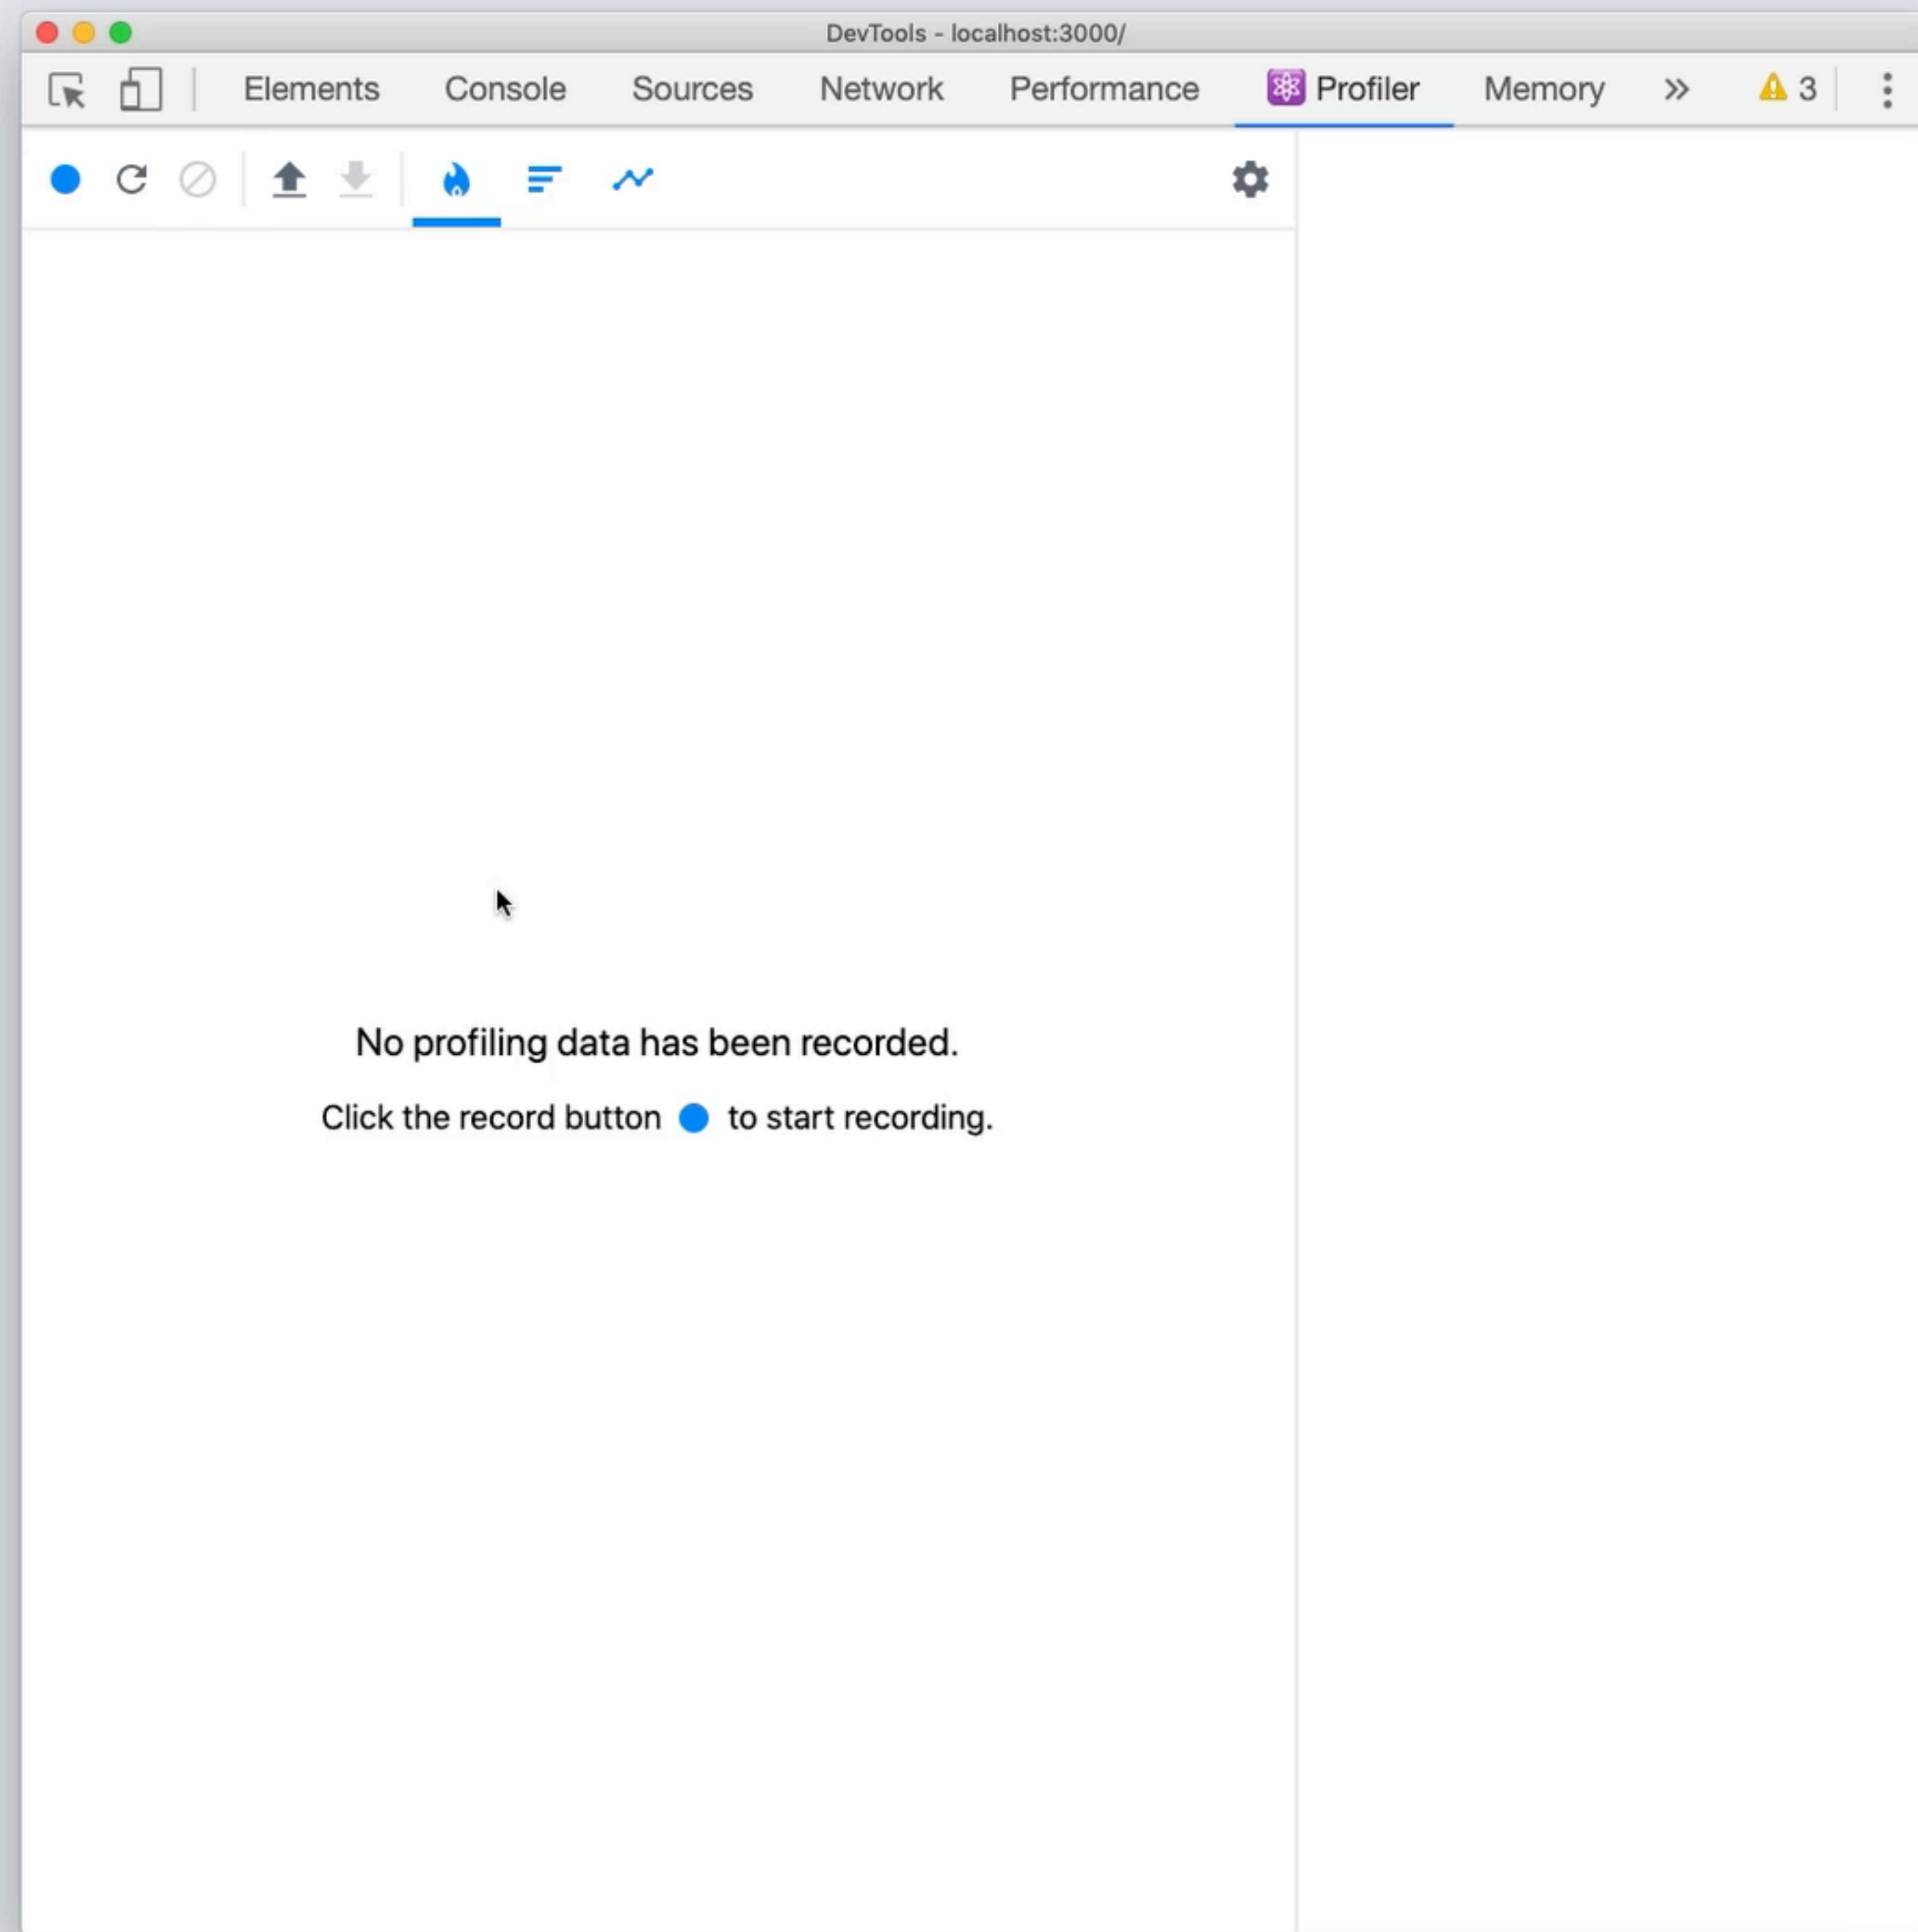 DevTools - localhost:3000/
Elements Console Sources Network Performance ⚛ Profiler Memory » 3
No profiling data has been recorded.
Click the record button to start recording.